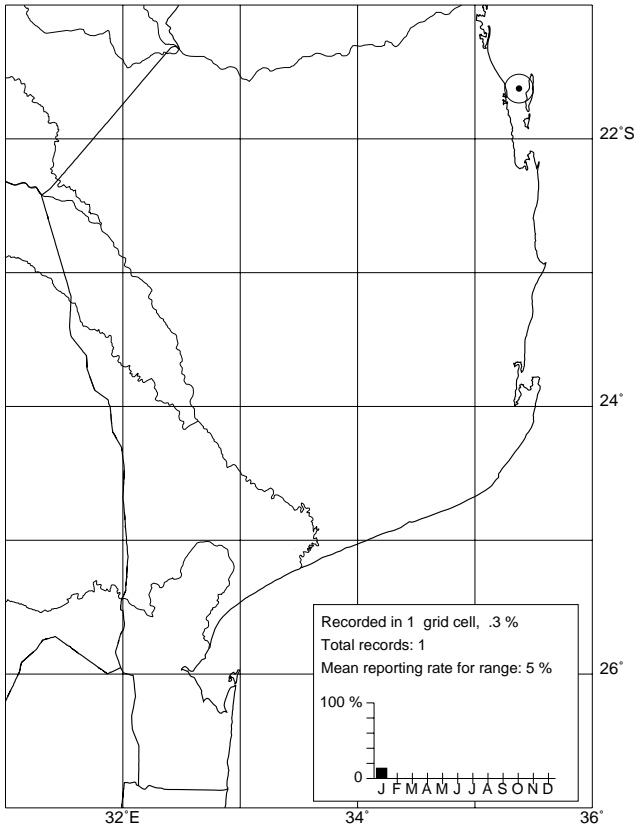 22°S
24°
Recorded in 1 grid cell, .3 %
Total records: 1
Mean reporting rate for range: 5 %
26°
100 %
0
J F M A M J J A S O N D
32°E 34° 36°